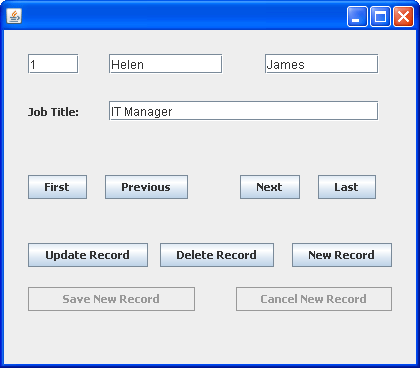 1 Helen James
Job Title: IT Manager
First Previous Next Last
Update Record Delete Record New Record
Save New Record Cancel New Record